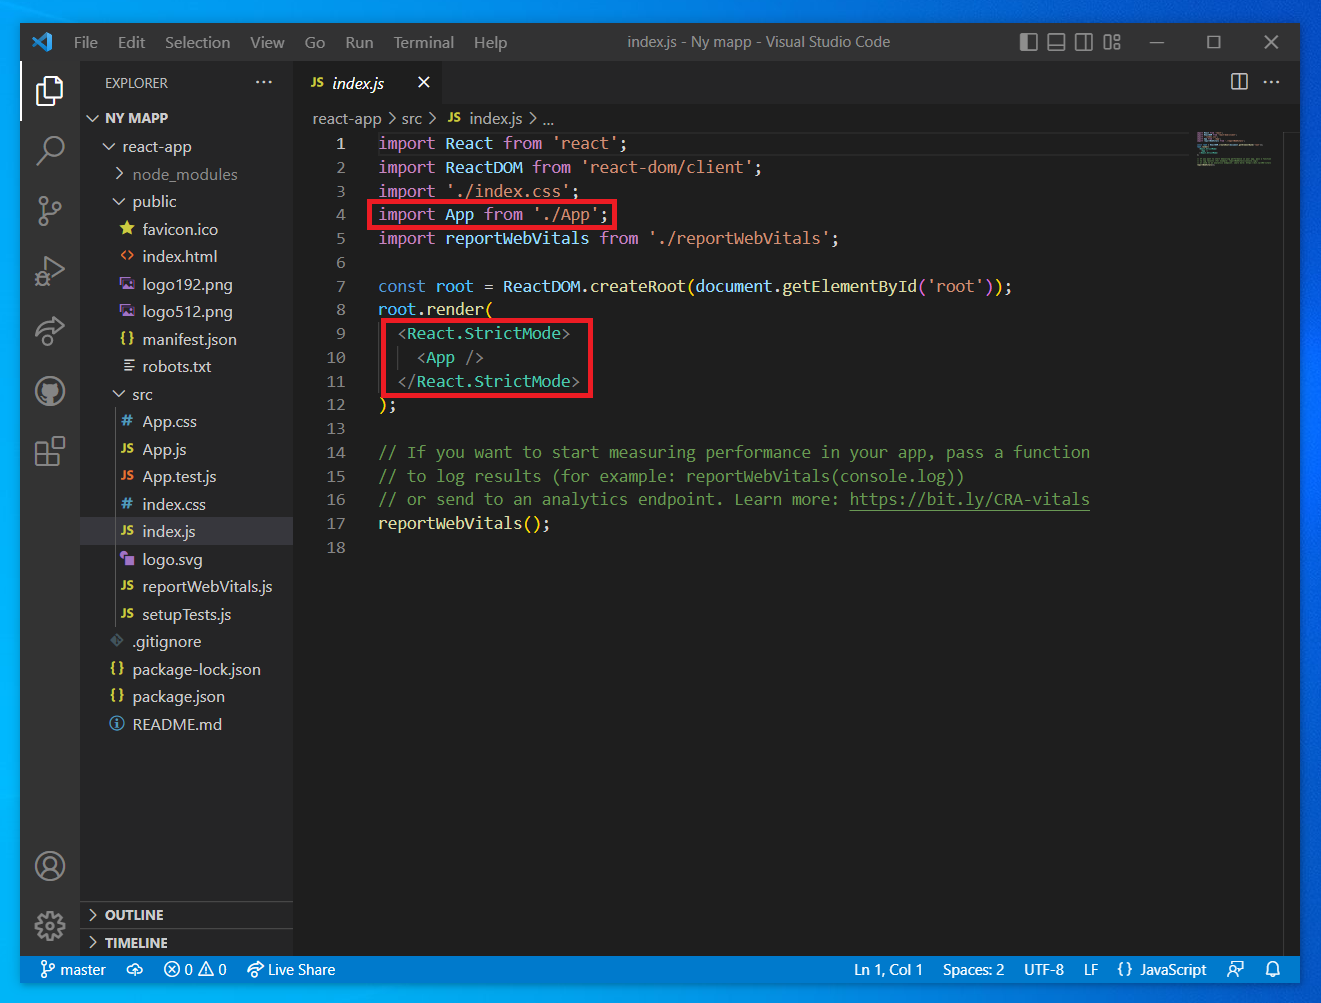 File Edit Selection View Go Run Terminal Help
index.js - Ny mapp - Visual Studio Code
EXPLORER
NY MAPP
react-app
node_modules
public
favicon.ico
index.html
logo192.png
logo512.png
manifest.json
robots.txt
src
# App.css
JS App.js
JS App.test.js
# index.css
JS index.js
logo.svg
JS reportWebVitals.js
JS setupTests.js
.gitignore
{} package-lock.json
{} package.json
README.md
OUTLINE
TIMELINE
JS index.js
react-app > src > JS index.js > ...
1 import React from 'react';
2 import ReactDOM from 'react-dom/client';
3 import './index.css';
4 import App from './App';
5 import reportWebVitals from './reportWebVitals';
6
7 const root = ReactDOM.createRoot(document.getElementById('root'));
8 root.render(
9 <React.StrictMode>
10 <App />
11 </React.StrictMode>
12 );
13
14 // If you want to start measuring performance in your app, pass a function
15 // to log results (for example: reportWebVitals(console.log))
16 // or send to an analytics endpoint. Learn more: https://bit.ly/CRA-vitals
17 reportWebVitals();
18
master 0 0 Live Share Ln 1, Col 1 Spaces: 2 UTF-8 LF {} JavaScript